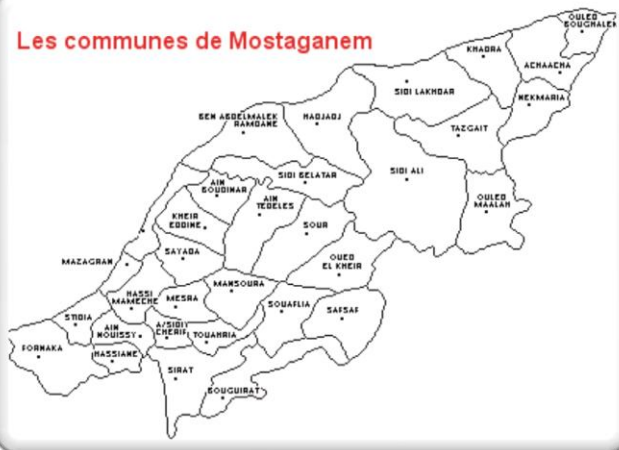 Les communes de Mostaganem
OULED
BOUGHALEM
KHADRA
ACHAACHA
SIDI LAKHDAR
NEKMARIA
BEN ABDELMALEK
RAMDANE
HADJADJ
TAZGAIT
SIDI BELATAR
SIDI ALI
AIN
BOUDINAR
AIN
TEDELES
OULED
MAALAH
KHEIR
EDDINE
SOUR
SAYADA
MAZAGRAN
OUED
EL KHEIR
HASSI
MAMECHE
MESRA
MANSOURA
SOUAFLIA
SAFSAF
STIDIA
AIN
NOUISSY
A/SIDI
CHERIF
TOUAHRIA
FORNAKA
HASSIANE
SIRAT
BOUGUIRAT